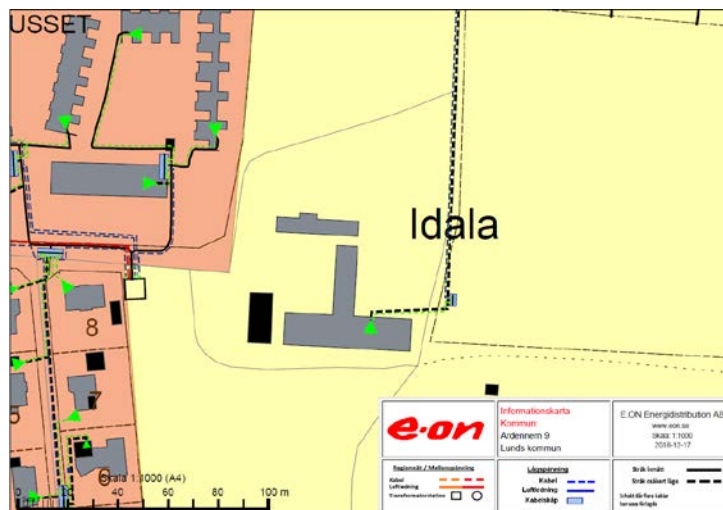 USSET
Idala
8
7
6
Skala 1:1000 (A4)
0 20 40 60 80 100 m
e·on
Informationskarta
Kommun:
Ardennern 9
Lunds kommun
E.ON Energidistribution AB
www.eon.se
Skala: 1:1000
2018-12-17
Regionnät / Mellanspänning
Kabel
Luftledning
Transformatorstation
Lågspänning
Kabel
Luftledning
Kabelskåp
Stråk inmätt
Stråk osäkert läge